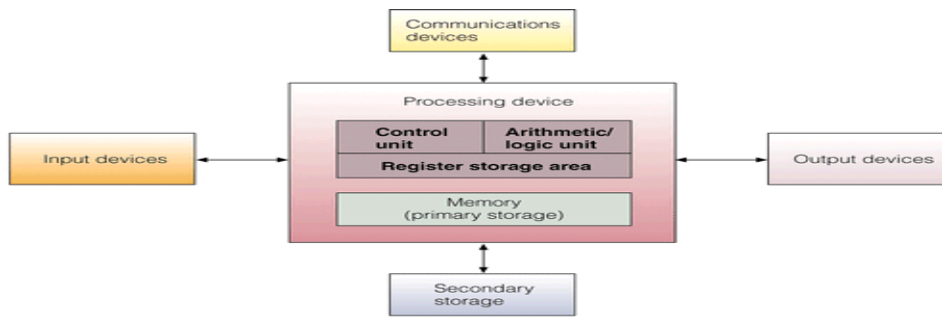 Communications
devices
Processing device
Control
unit
Arithmetic/
logic unit
Register storage area
Memory
(primary storage)
Input devices
Output devices
Secondary
storage